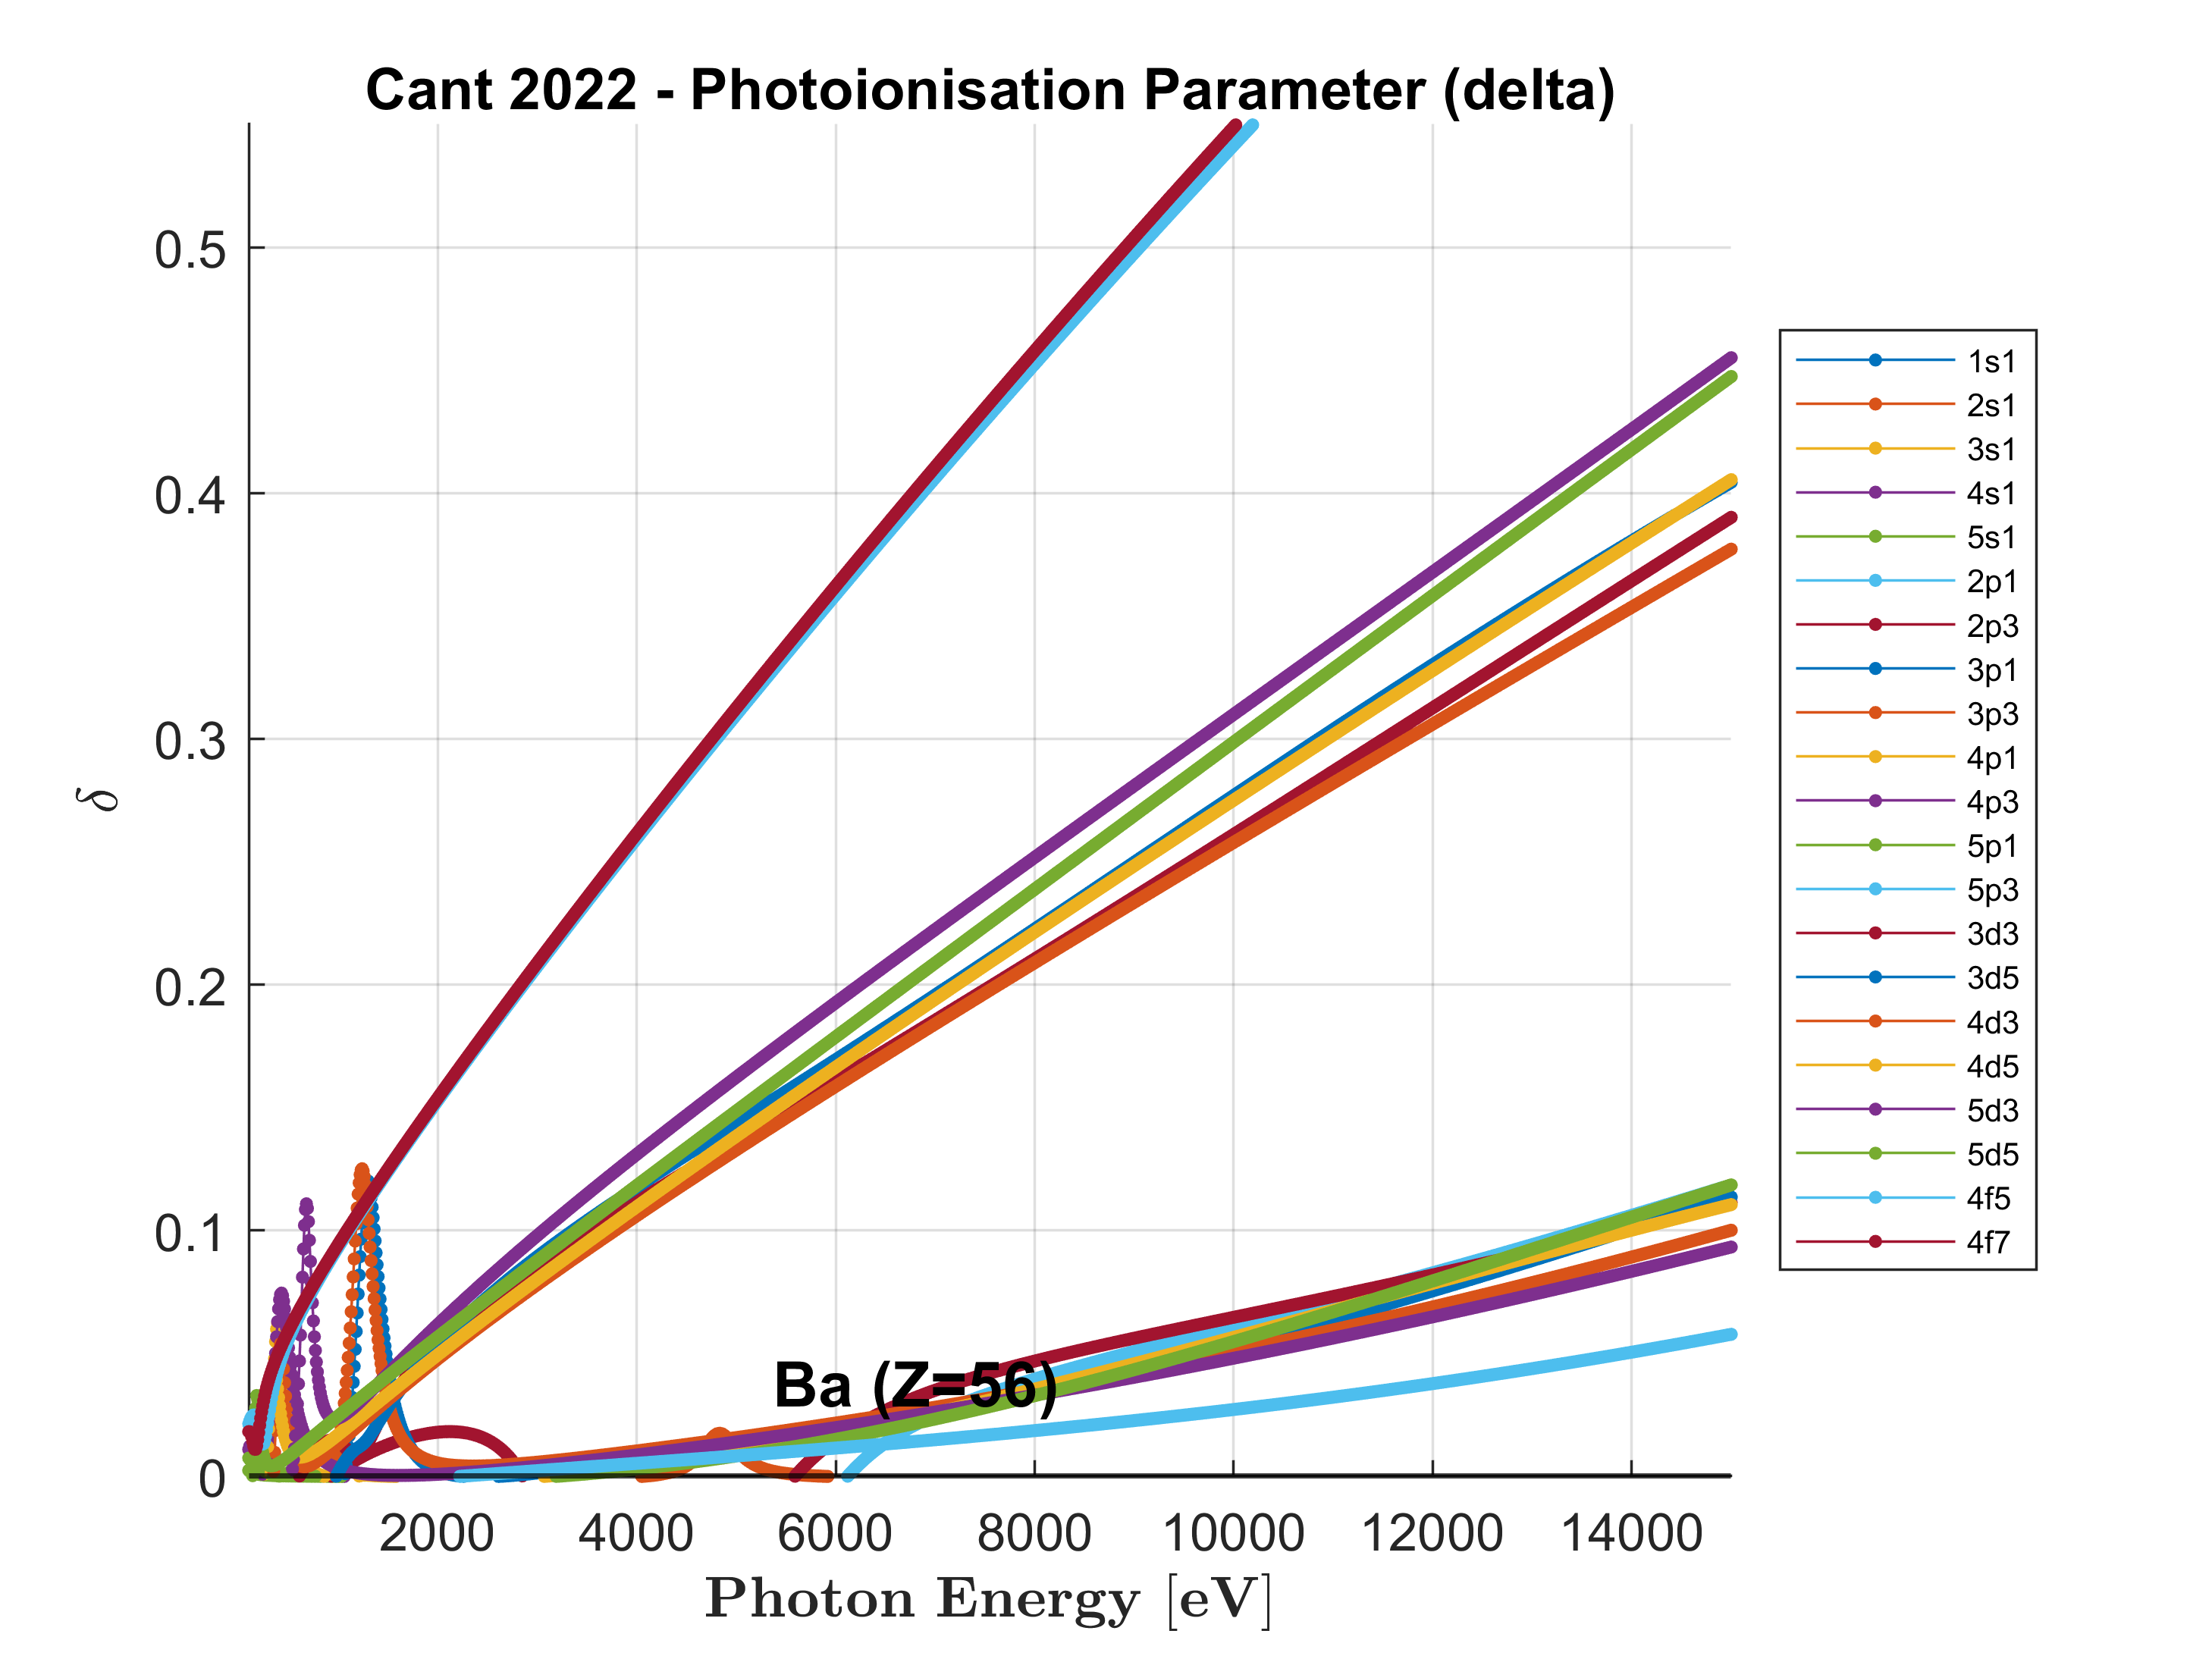 Cant 2022 - Photoionisation Parameter (delta)
0.5
0.4
0.3
0.2
0.1
0
δ
Ba (Z=56)
2000 4000 6000 8000 10000 12000 14000
Photon Energy [eV]
1s1
2s1
3s1
4s1
5s1
2p1
2p3
3p1
3p3
4p1
4p3
5p1
5p3
3d3
3d5
4d3
4d5
5d3
5d5
4f5
4f7